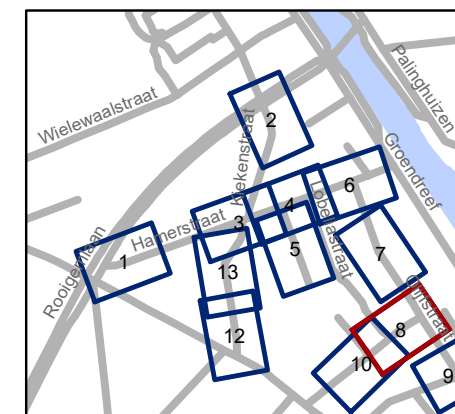 Palinghuizen
Wielewaalstraat
2
Kiekenstraat
Groendreef
6
4
Lobeliastraat
3
Hamerstraat
5
7
Rooigemlaan
1
13
8
12
10
9